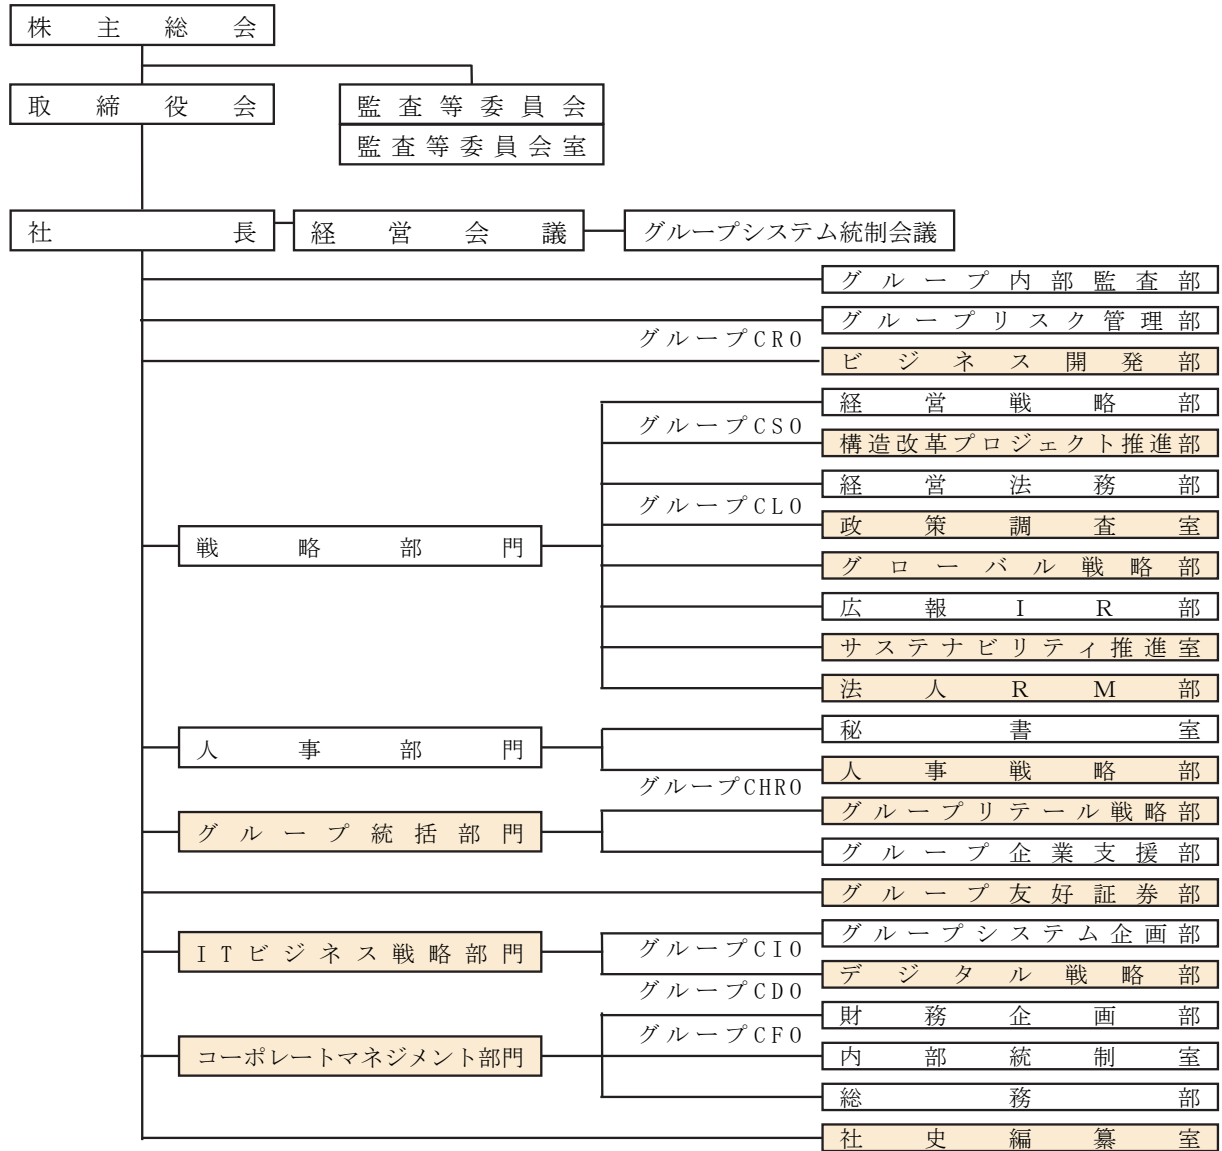 株主総会
取締役会
監査等委員会
監査等委員会室
社長
経営会議
グループシステム統制会議
グループ内部監査部
グループリスク管理部
グループCRO
ビジネス開発部
経営戦略部
グループCSO
構造改革プロジェクト推進部
経営法務部
グループCLO
政策調査室
戦略部門
グローバル戦略部
広報IR部
サステナビリティ推進室
法人RM部
秘書室
人事部門
人事戦略部
グループCHRO
グループリテール戦略部
グループ統括部門
グループ企業支援部
グループ友好証券部
グループシステム企画部
グループCIO
ITビジネス戦略部門
デジタル戦略部
グループCDO
財務企画部
グループCFO
コーポレートマネジメント部門
内部統制室
総務部
社史編纂室